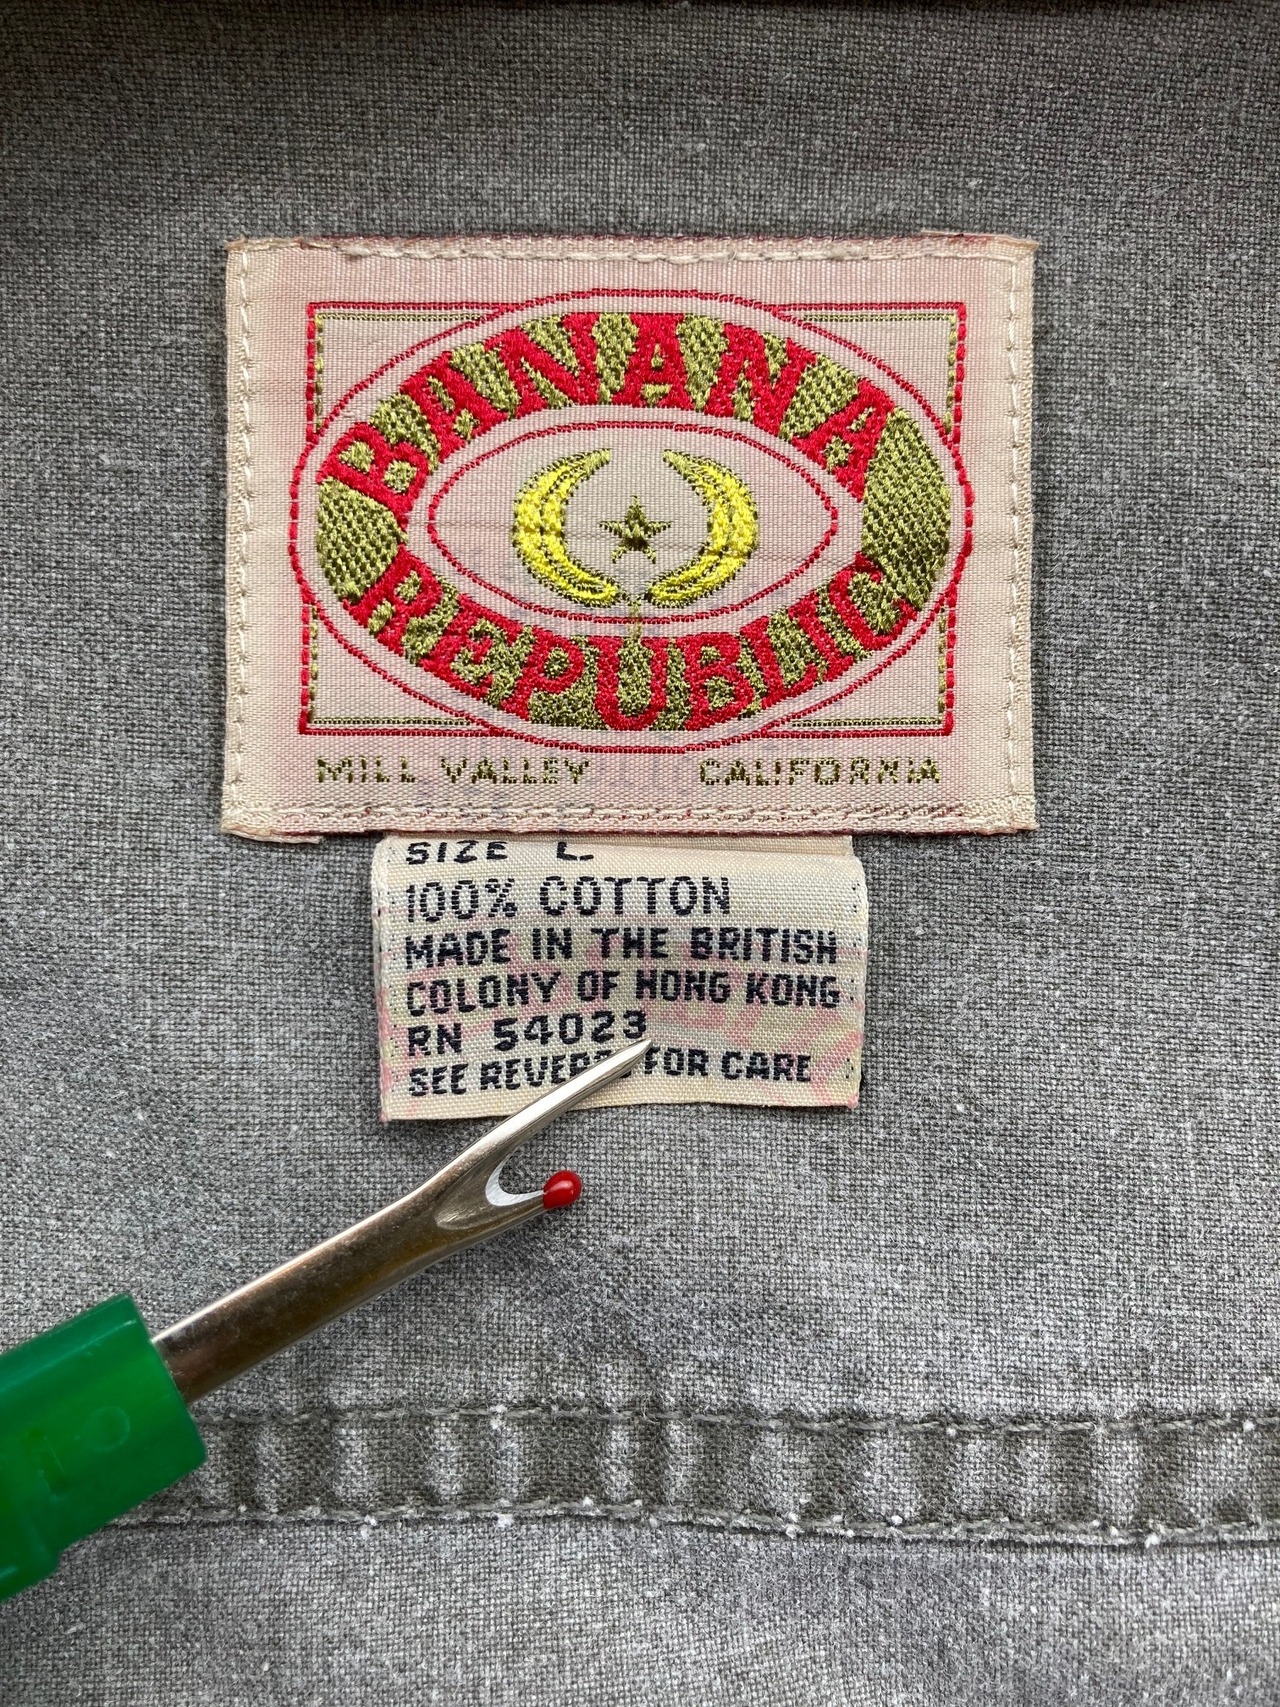 BANANA
REPUBLIC
MILL VALLEY CALIFORNIA
SIZE L.
100% COTTON
MADE IN THE BRITISH
COLONY OF HONG KONG
RN 54023
SEE FOR CARE